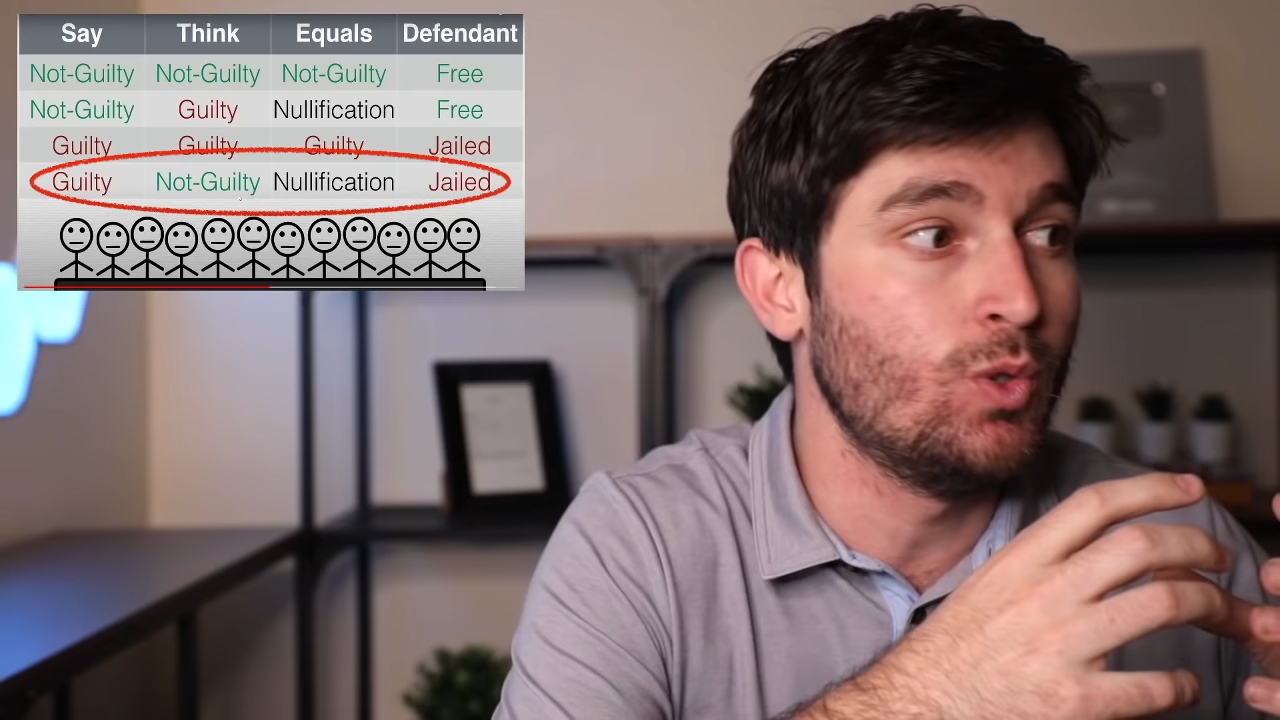 Say Think Equals Defendant
Not-Guilty Not-Guilty Not-Guilty Free
Not-Guilty Guilty Nullification Free
Guilty Guilty Guilty Jailed
Guilty Not-Guilty Nullification Jailed